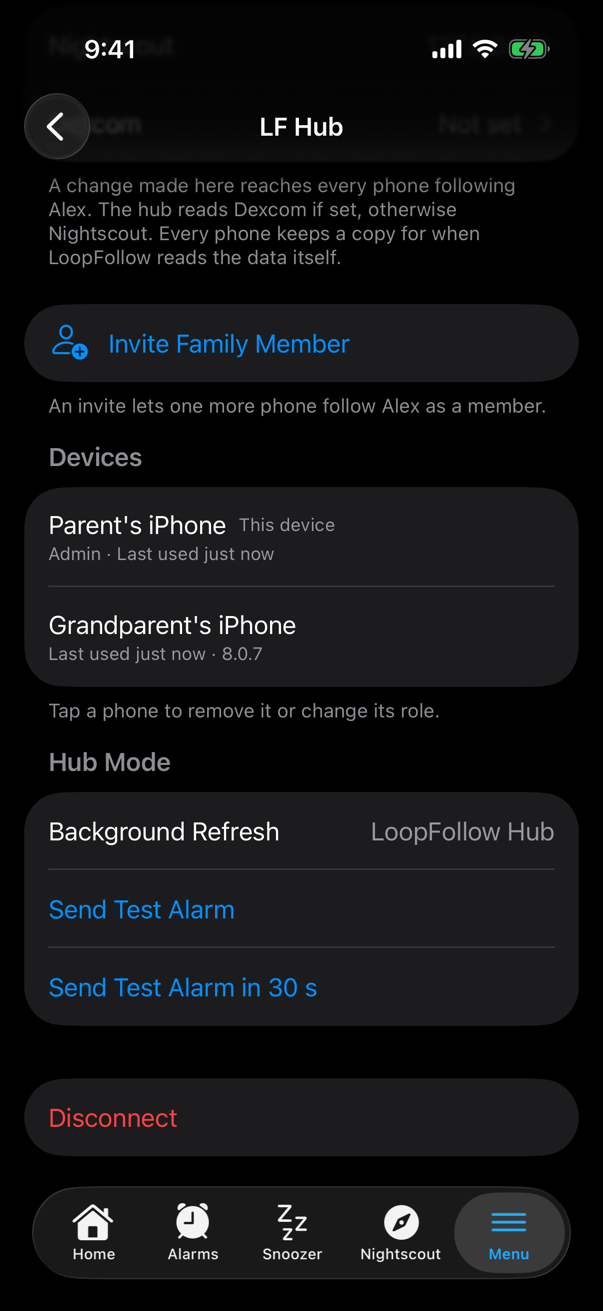 9:41
LF Hub
Not set
A change made here reaches every phone following
Alex. The hub reads Dexcom if set, otherwise
Nightscout. Every phone keeps a copy for when
LoopFollow reads the data itself.
Invite Family Member
An invite lets one more phone follow Alex as a member.
Devices
Parent's iPhone This device
Admin · Last used just now
Grandparent's iPhone
Last used just now · 8.0.7
Tap a phone to remove it or change its role.
Hub Mode
Background Refresh LoopFollow Hub
Send Test Alarm
Send Test Alarm in 30 s
Disconnect
Home Alarms Snoozer Nightscout Menu